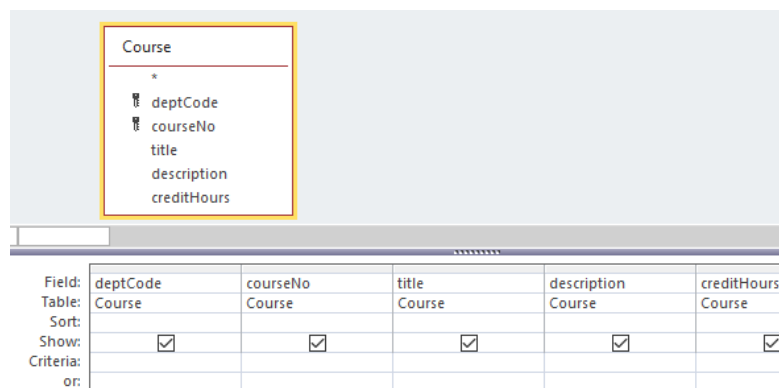 Course
*
deptCode
courseNo
title
description
creditHours
Field: deptCode courseNo title description creditHours
Table: Course Course Course Course Course
Sort:
Show:
Criteria:
or: